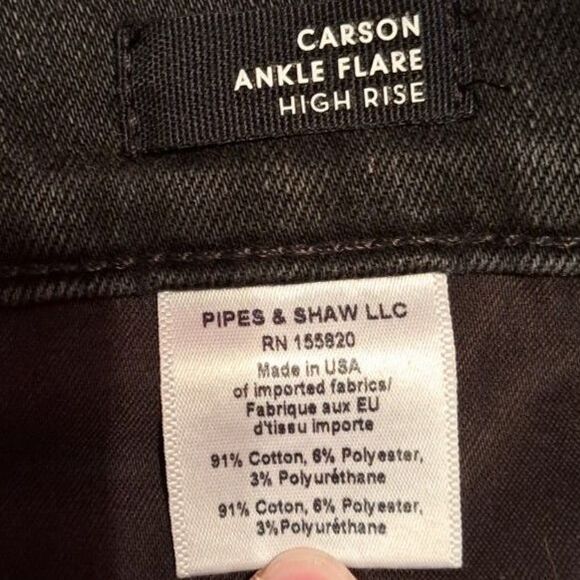 CARSON
ANKLE FLARE
HIGH RISE
PIPES & SHAW LLC
RN 155820
Made in USA
of imported fabrics/
Fabrique aux EU
d'tissu importe
91% Cotton, 6% Polyester,
3% Polyuréthane
91% Coton, 6% Polyester,
3%Polyuréthane